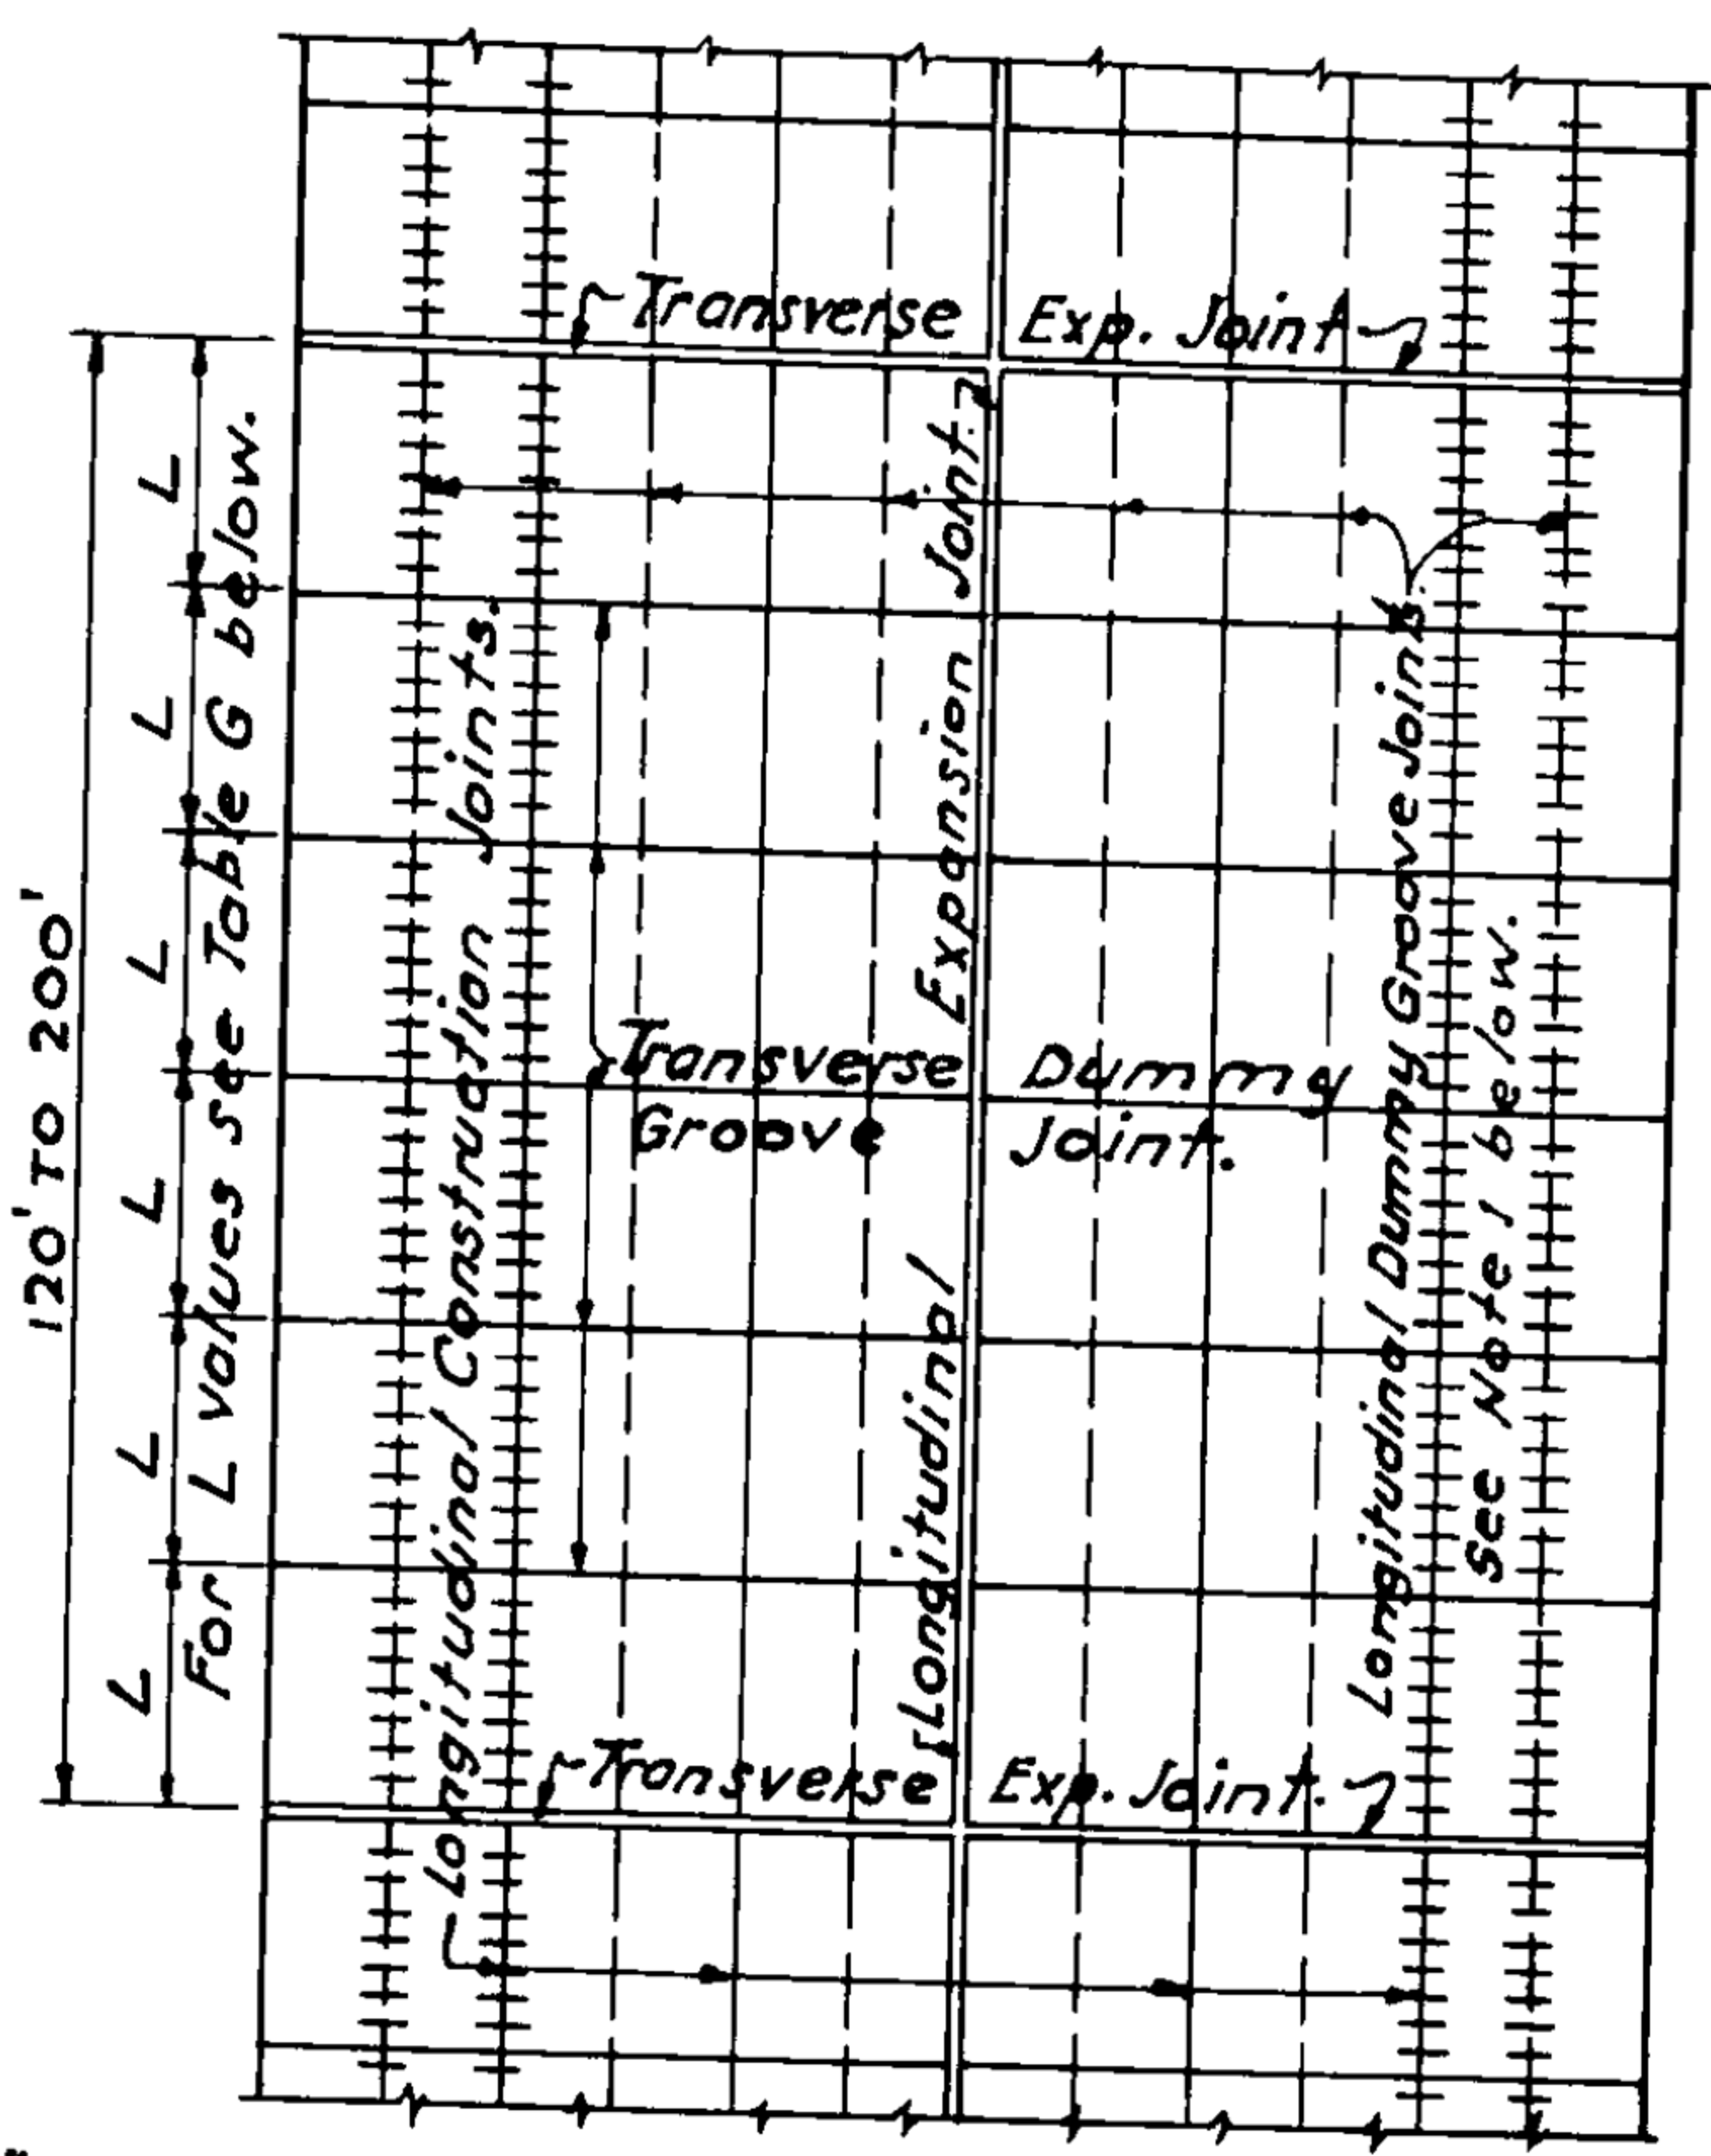 Transverse Exp. Joint
120' TO 200'
L
L
L
L
L
L
For L values see Table G below.
Longitudinal Construction Joints.
Longitudinal Expansion Joint.
Transverse Dummy
Groove Joint.
Longitudinal Dummy Groove Joints.
See Note 1 below.
Transverse Exp. Joint.